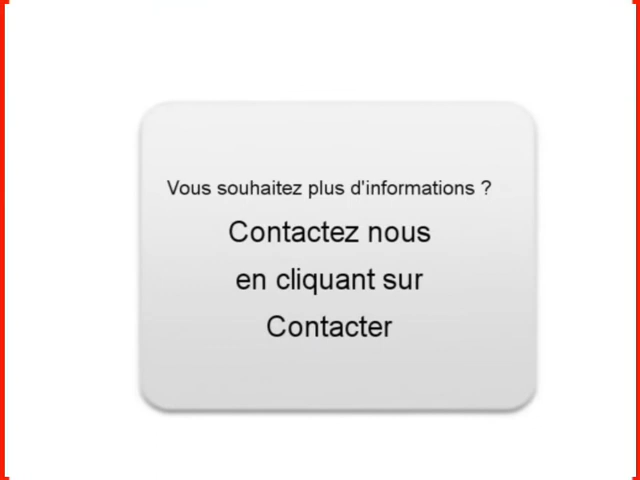 Vous souhaitez plus d'informations ?
Contactez nous
en cliquant sur
Contacter